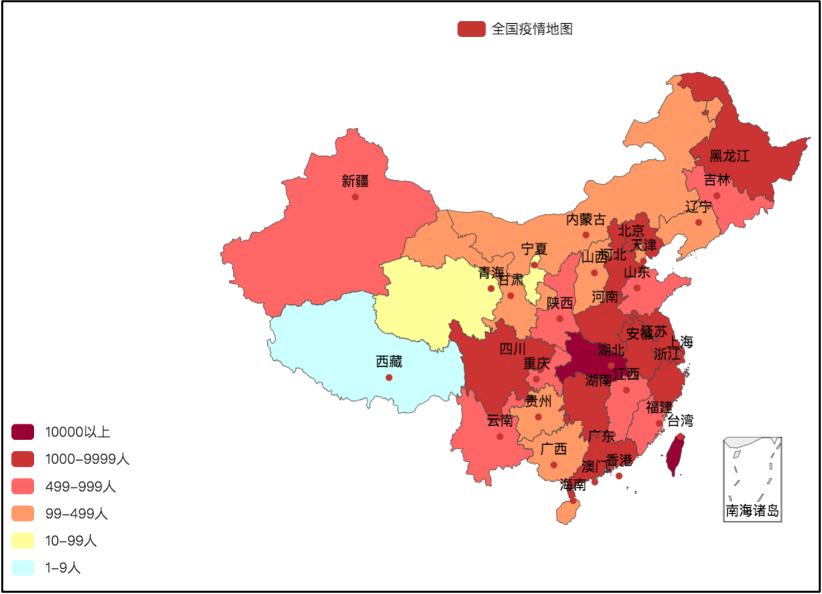 全国疫情地图
黑龙江
新疆
吉林
辽宁
内蒙古
北京
天津
宁夏
山西
河北
青海
甘肃
山东
陕西
河南
安徽
江苏
上海
四川
湖北
浙江
西藏
重庆
湖南
江西
贵州
福建
云南
台湾
广东
广西
澳门
香港
海南
南海诸岛
10000以上
1000-9999人
499-999人
99-499人
10-99人
1-9人